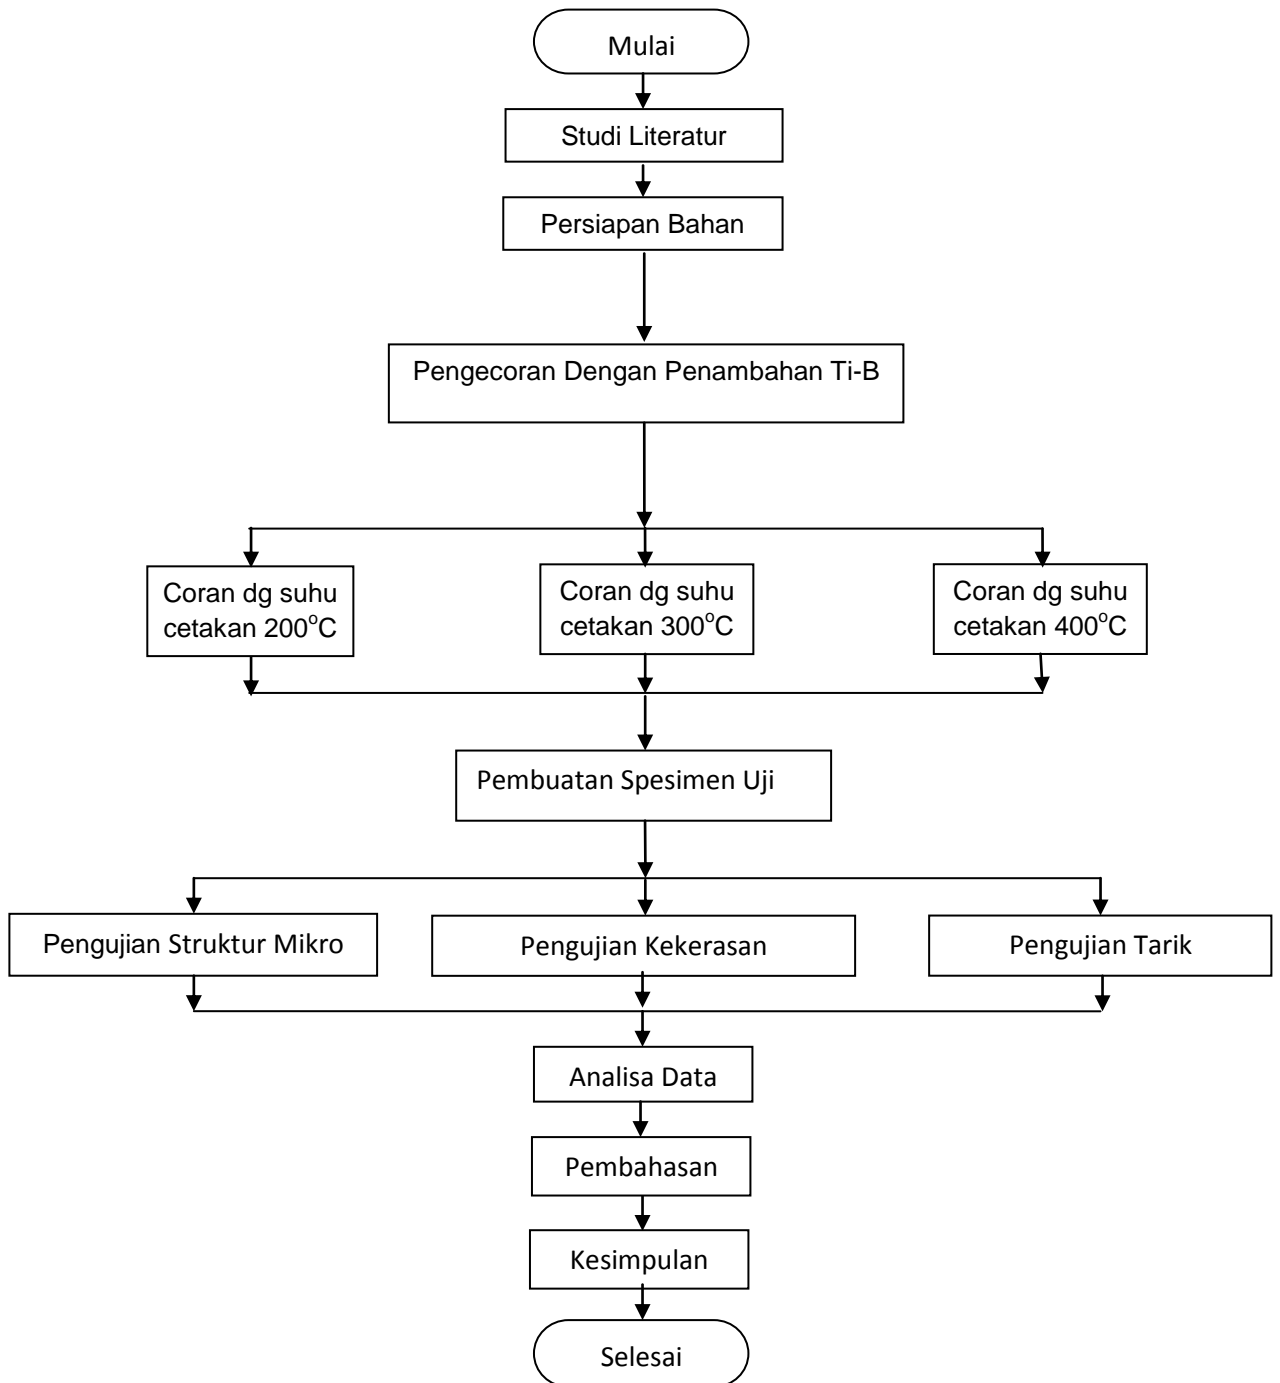 Mulai
Studi Literatur
Persiapan Bahan
Pengecoran Dengan Penambahan Ti-B
Coran dg suhu
cetakan 200°C
Coran dg suhu
cetakan 300°C
Coran dg suhu
cetakan 400°C
Pembuatan Spesimen Uji
Pengujian Struktur Mikro
Pengujian Kekerasan
Pengujian Tarik
Analisa Data
Pembahasan
Kesimpulan
Selesai